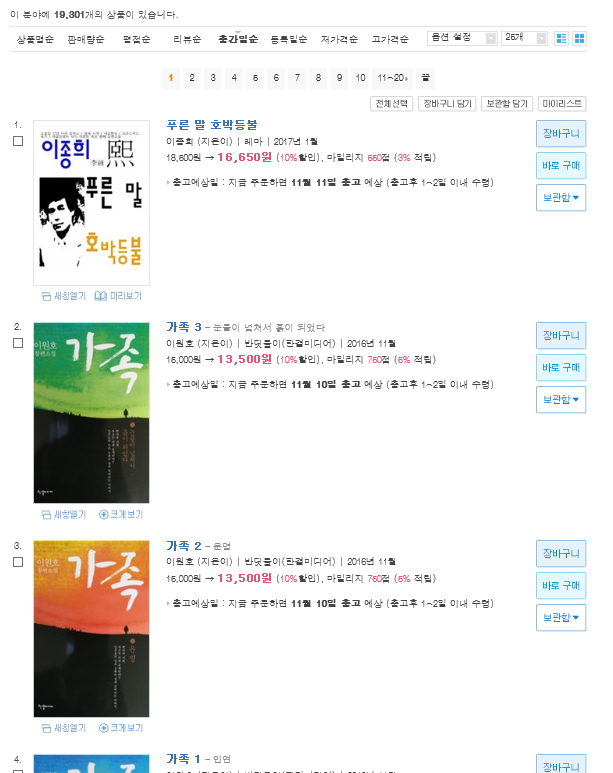 이 분야에 19,301개의 상품이 있습니다.
상품명순 판매량순 평점순 리뷰순 출간일순 등록일순 저가격순 고가격순 옵션 설정 25개
1 2 3 4 5 6 7 8 9 10 11~20 끝
전체선택 장바구니 담기 보관함 담기 마이리스트
1.
이종희 熙
푸른 말
호박등불
새창열기 미리보기
푸른 말 호박등불
이종희 (지은이) | 헤마 | 2017년 1월
18,500원 → 16,650원 (10%할인), 마일리지 550점 (3% 적립)
출고예상일 : 지금 주문하면 11월 11일 출고 예상 (출고후 1~2일 이내 수령)
장바구니
바로 구매
보관함
2.
이원호
장편소설
가족
새창열기 크게보기
가족 3 - 눈물이 넘쳐서 흙이 되었다
이원호 (지은이) | 반딧불이(한결미디어) | 2016년 11월
15,000원 → 13,500원 (10%할인), 마일리지 750점 (5% 적립)
출고예상일 : 지금 주문하면 11월 10일 출고 예상 (출고후 1~2일 이내 수령)
장바구니
바로 구매
보관함
3.
이원호
장편소설
가족
운명
새창열기 크게보기
가족 2 - 운명
이원호 (지은이) | 반딧불이(한결미디어) | 2016년 11월
15,000원 → 13,500원 (10%할인), 마일리지 750점 (5% 적립)
출고예상일 : 지금 주문하면 11월 10일 출고 예상 (출고후 1~2일 이내 수령)
장바구니
바로 구매
보관함
4.
가족 1 - 인연
장바구니